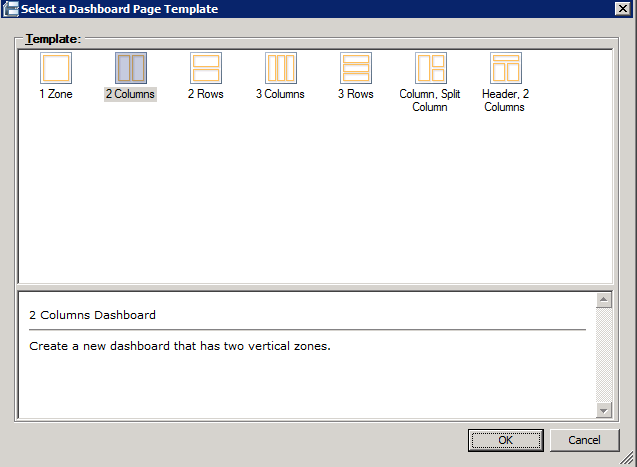 Select a Dashboard Page Template
Template:
1 Zone
2 Columns
2 Rows
3 Columns
3 Rows
Column, Split
Column
Header, 2
Columns
2 Columns Dashboard
Create a new dashboard that has two vertical zones.
OK
Cancel